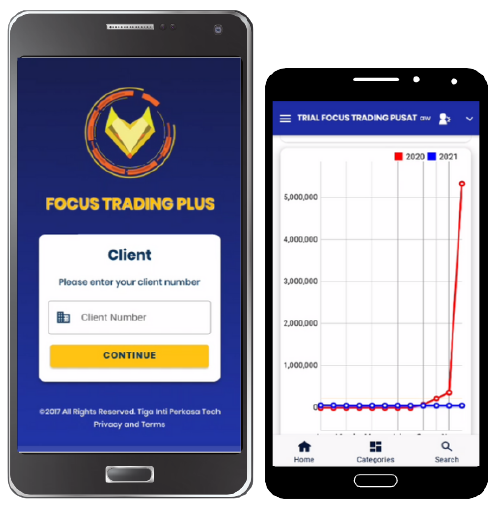 FOCUS TRADING PLUS
Client
Please enter your client number
Client Number
CONTINUE
©2017 All Rights Reserved. Tiga Inti Perkasa Tech
Privacy and Terms
TRIAL FOCUS TRADING PUSAT
2020 2021
5,000,000
4,000,000
3,000,000
2,000,000
1,000,000
0
Home Categories Search